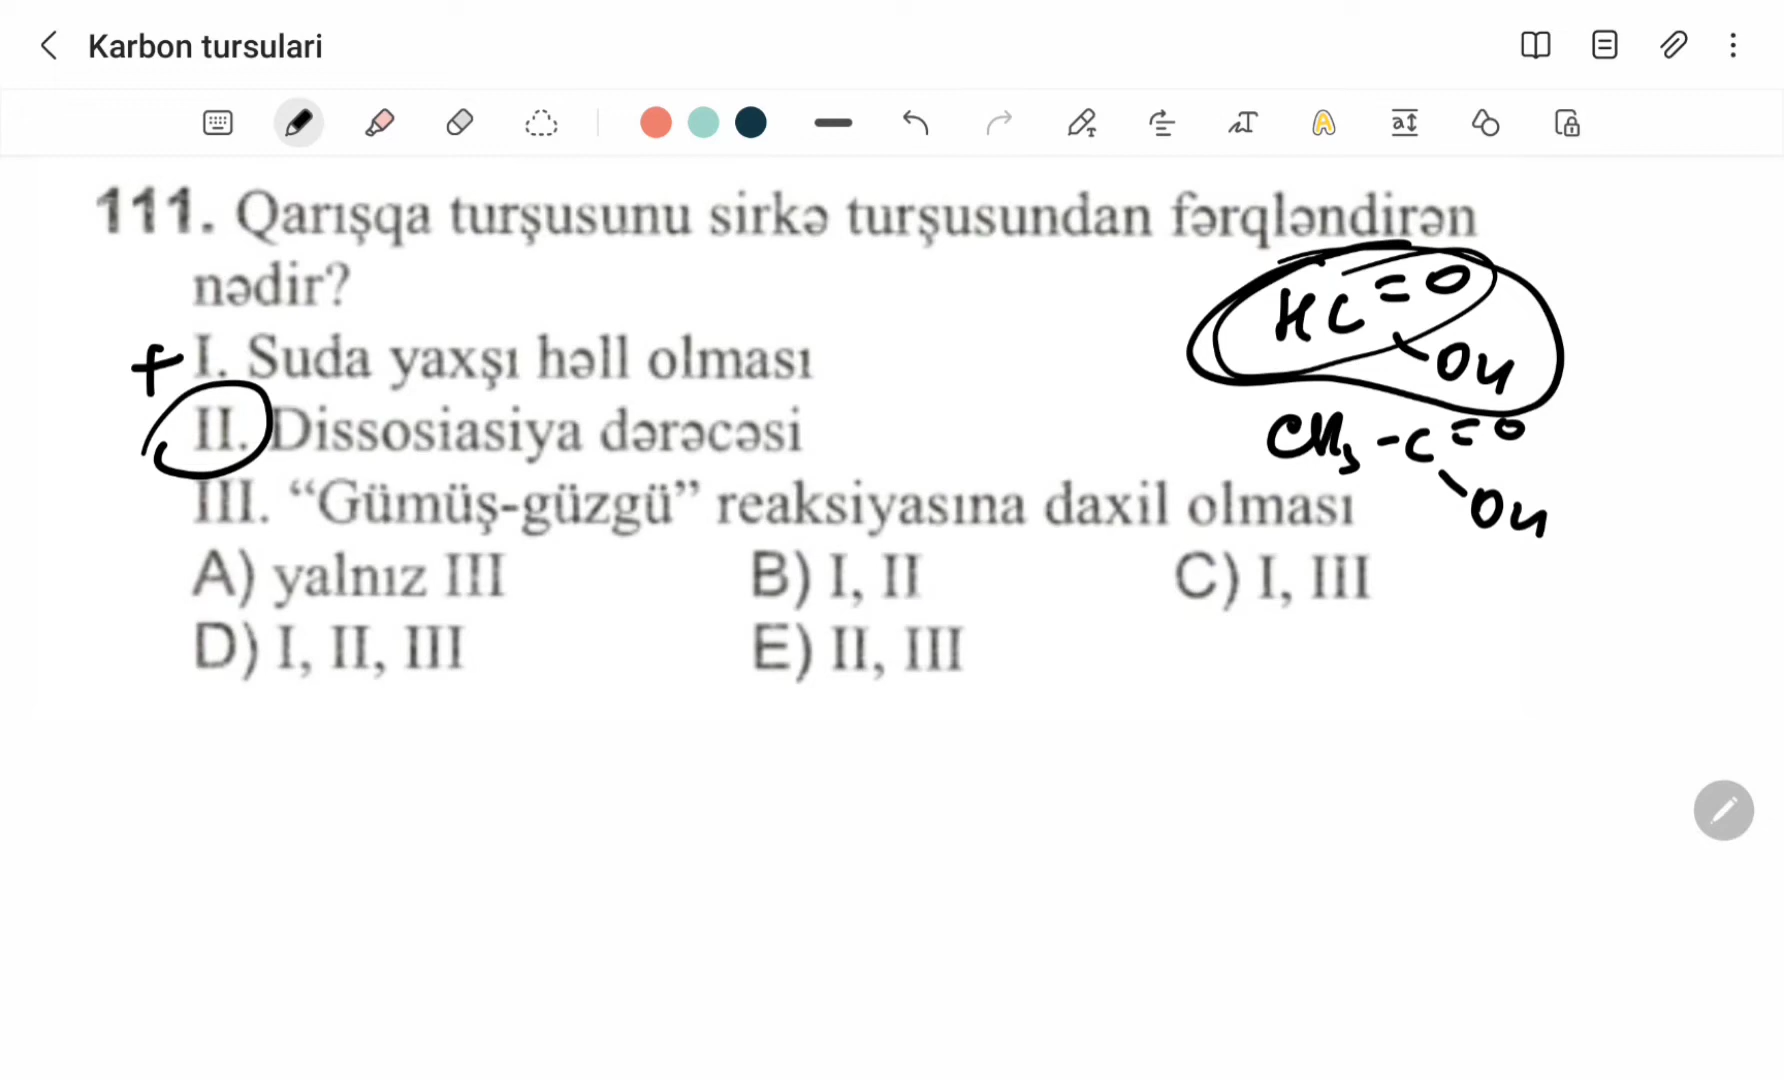 Karbon tursulari
111. Qarışqa turşusunu sirkə turşusundan fərqləndirən
nədir?
HC=O
OH
+ I. Suda yaxşı həll olması
II. Dissosiasiya dərəcəsi
CH₃-C=O
OH
III. “Gümüş-güzgü” reaksiyasına daxil olması
A) yalnız III B) I, II C) I, III
D) I, II, III E) II, III